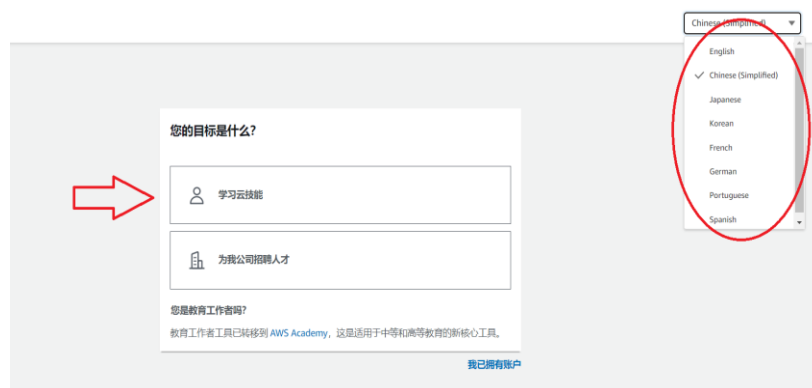 Chinese (Simplified)
English
Chinese (Simplified)
Japanese
Korean
French
German
Portuguese
Spanish
您的目标是什么?
学习云技能
为我公司招聘人才
您是教育工作者吗?
教育工作者工具已转移到 AWS Academy，这是适用于中等和高等教育的新核心工具。
我已拥有账户